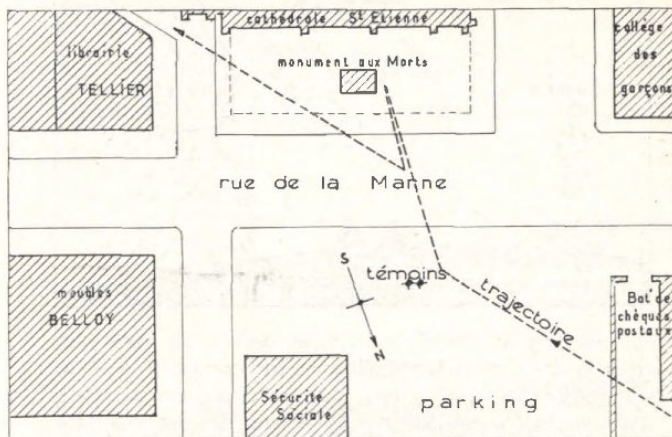 cathédrale St Etienne
librairie
TELLIER
monument aux Morts
collège
des
garçons
rue de la Marne
témoins
trajectoire
S
N
meubles
BELLOY
Bat' de
chèques
postaux
Sécurite
Sociale
parking